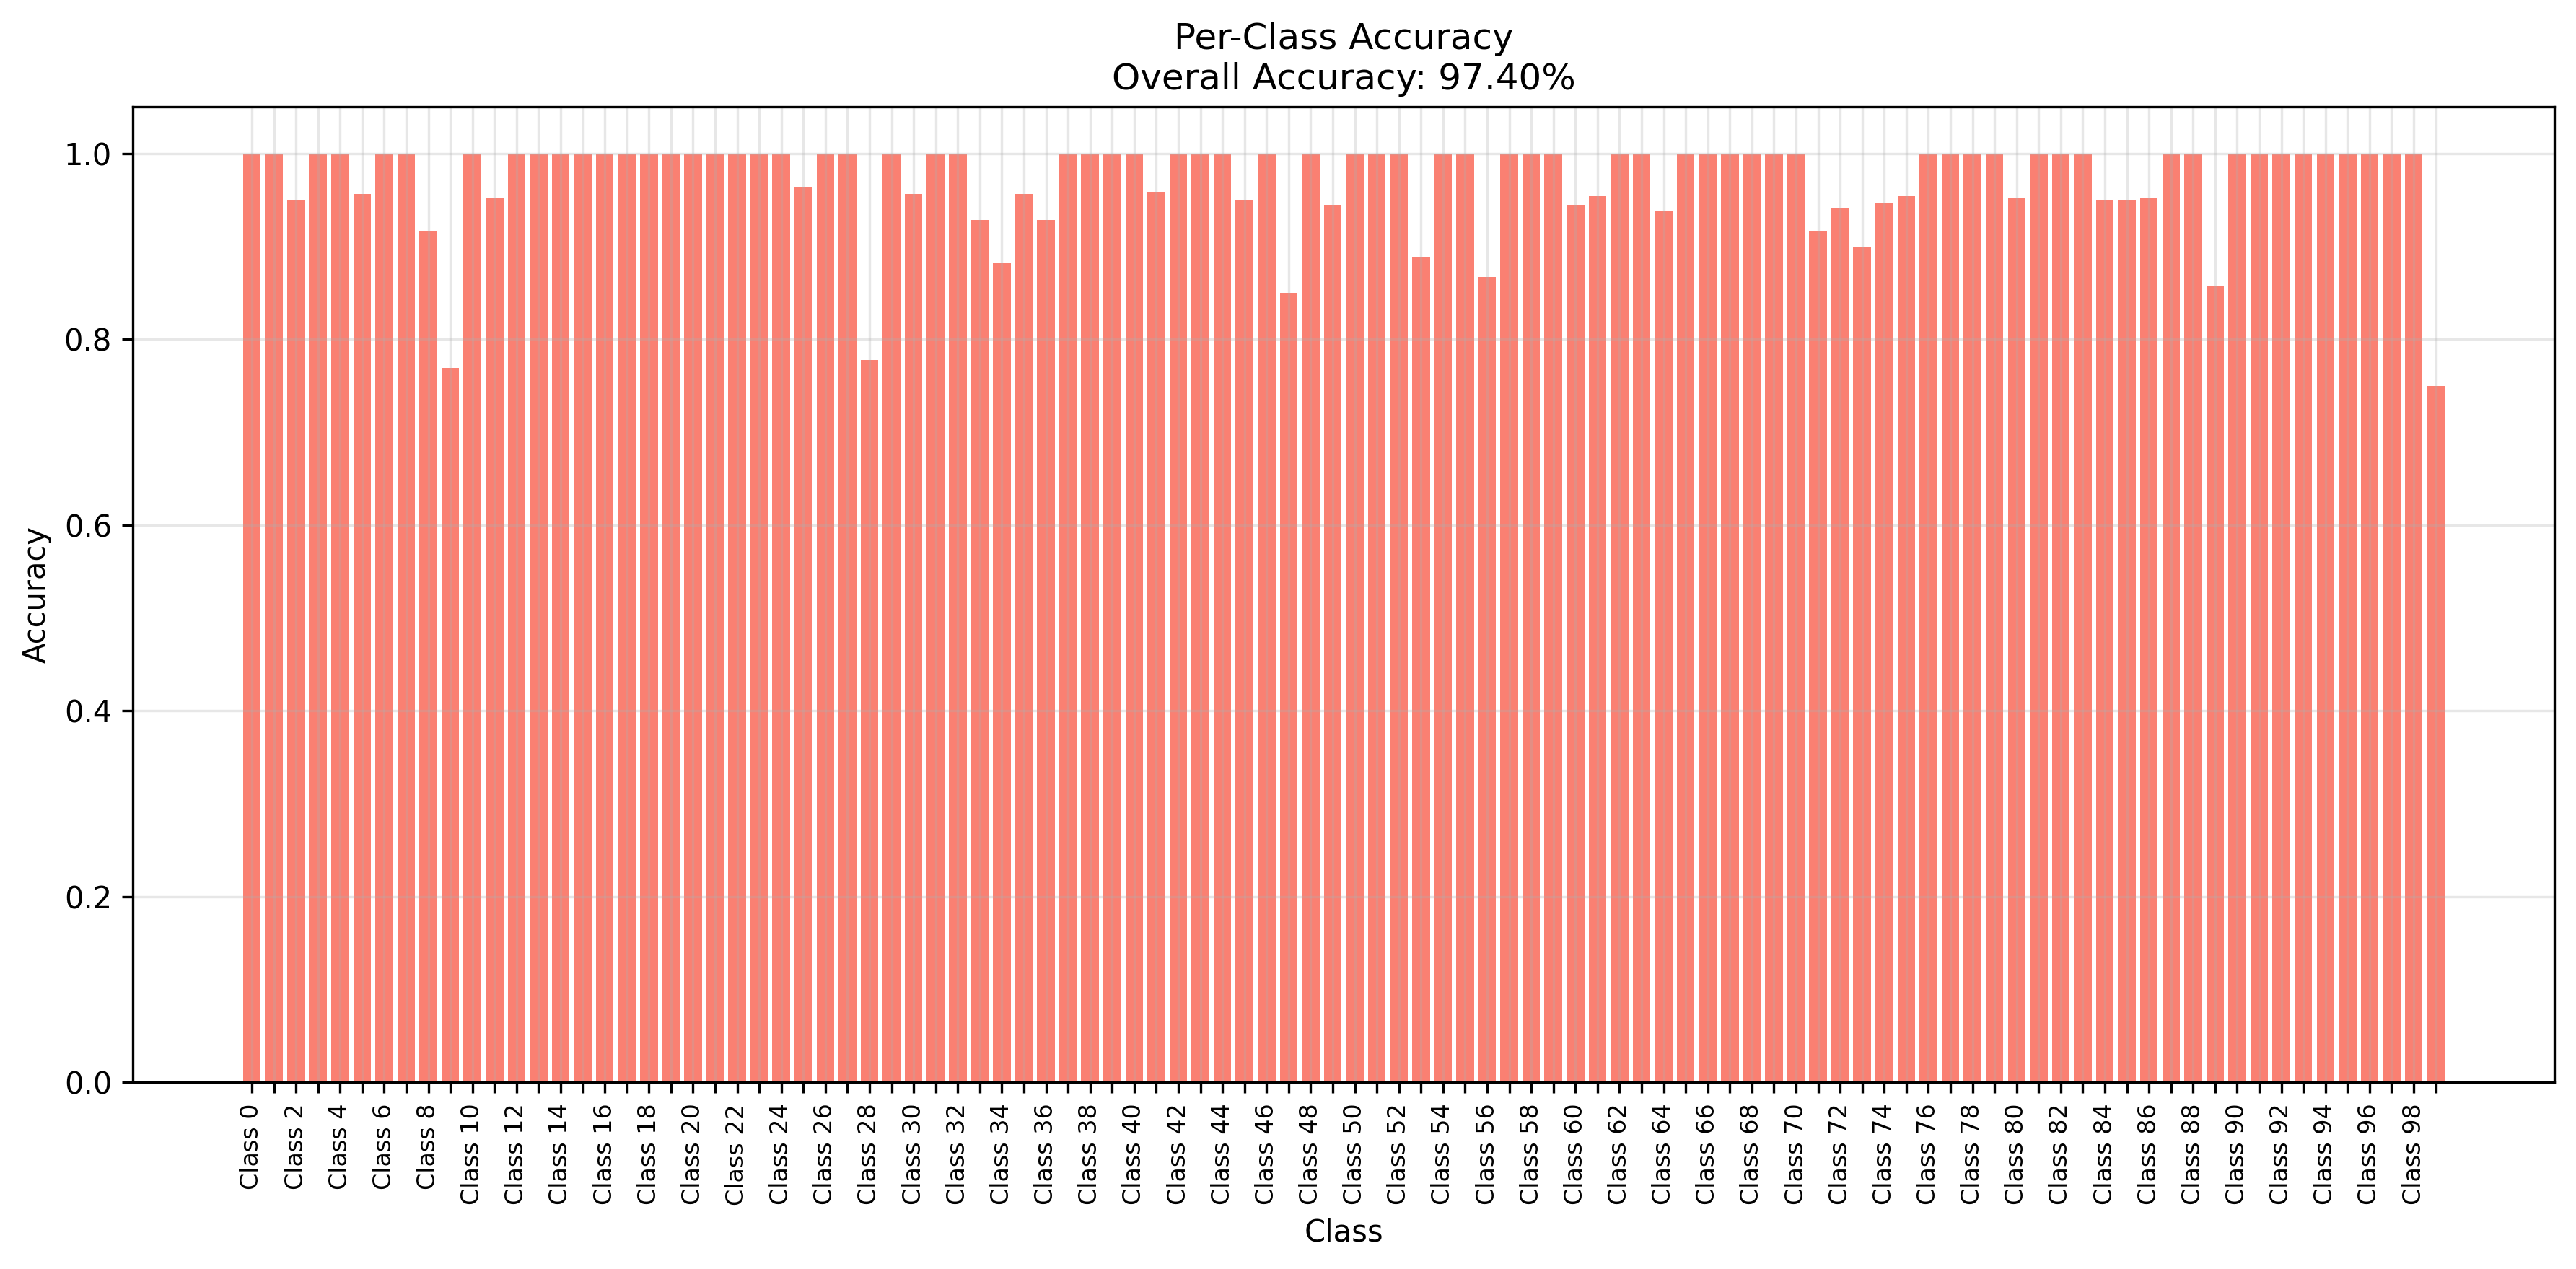 Per-Class Accuracy
Overall Accuracy: 97.40%
Accuracy
1.0
0.8
0.6
0.4
0.2
0.0
Class 0
Class 2
Class 4
Class 6
Class 8
Class 10
Class 12
Class 14
Class 16
Class 18
Class 20
Class 22
Class 24
Class 26
Class 28
Class 30
Class 32
Class 34
Class 36
Class 38
Class 40
Class 42
Class 44
Class 46
Class 48
Class 50
Class 52
Class 54
Class 56
Class 58
Class 60
Class 62
Class 64
Class 66
Class 68
Class 70
Class 72
Class 74
Class 76
Class 78
Class 80
Class 82
Class 84
Class 86
Class 88
Class 90
Class 92
Class 94
Class 96
Class 98
Class